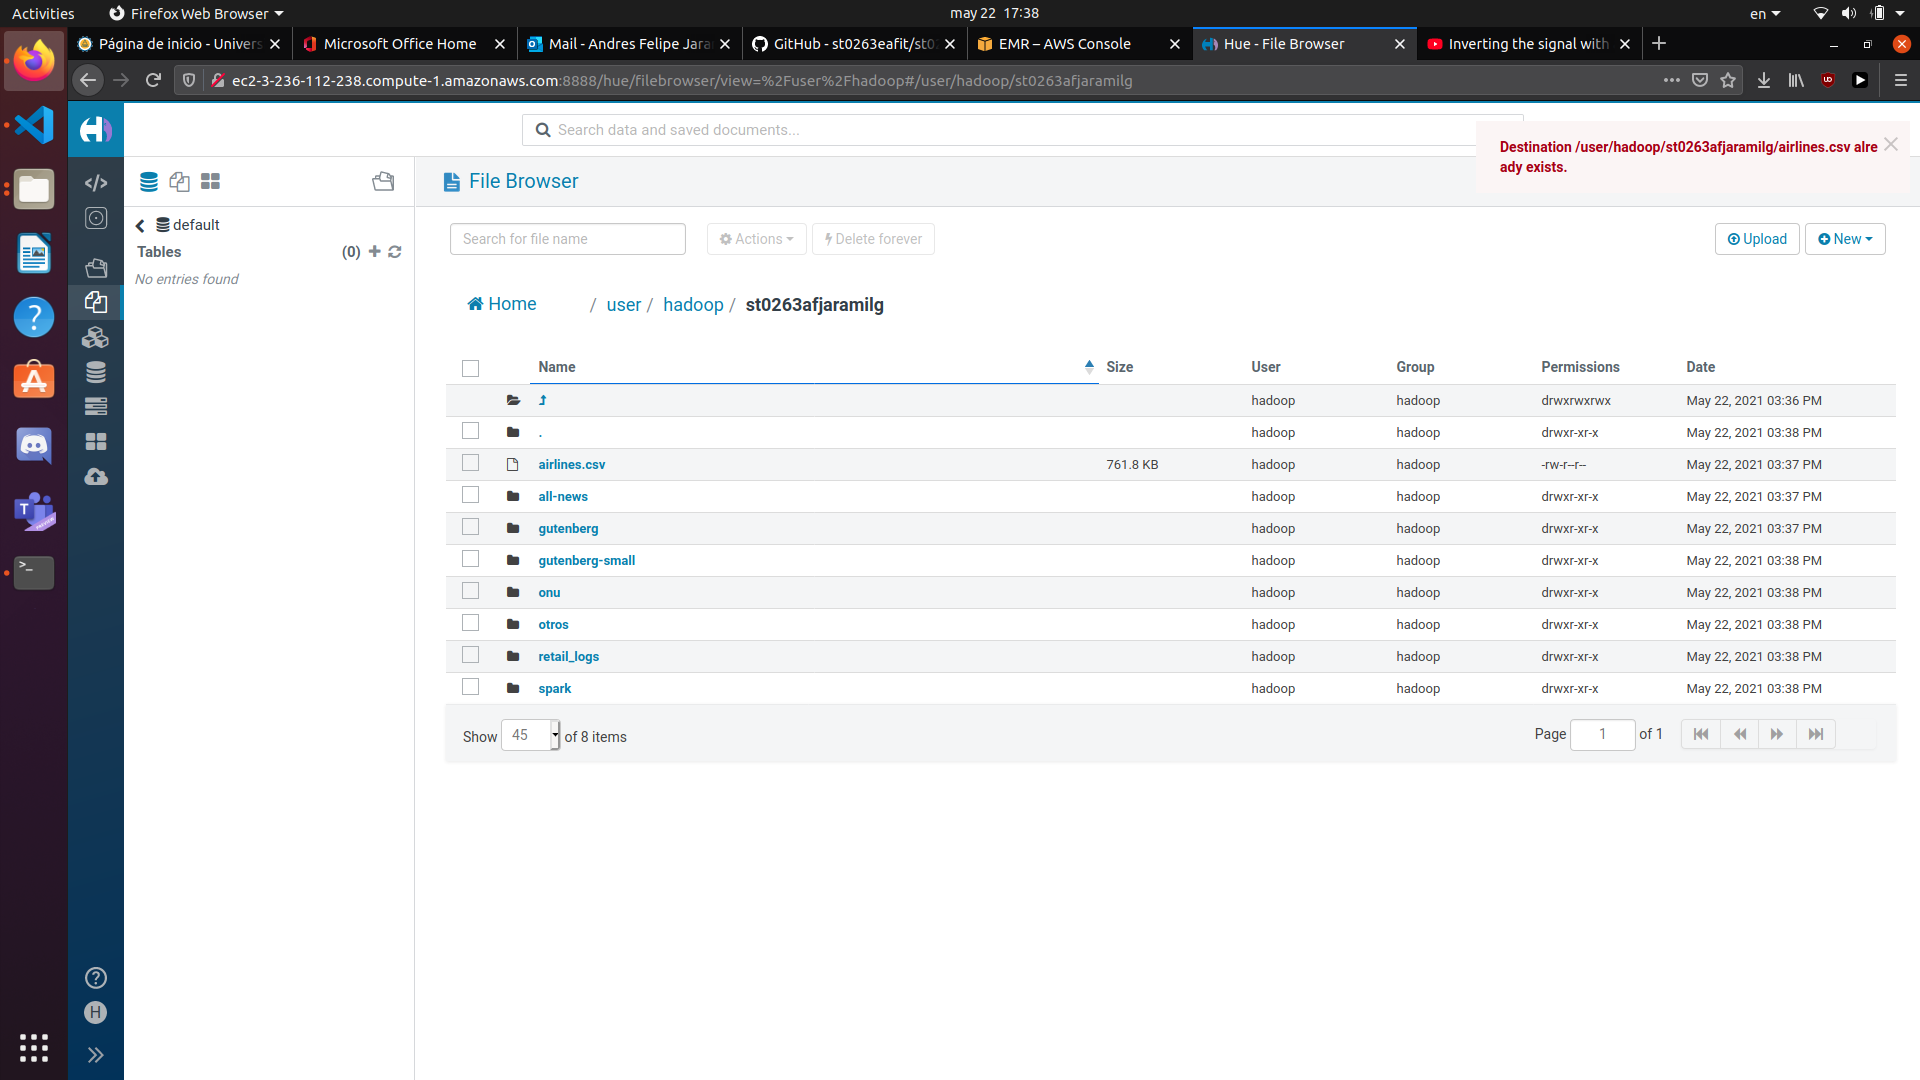 Activities
Firefox Web Browser
may 22 17:38
en
Página de inicio - Univers
Microsoft Office Home
Mail - Andres Felipe Jara
GitHub - st0263eafit/st02
EMR – AWS Console
Hue - File Browser
Inverting the signal with
ec2-3-236-112-238.compute-1.amazonaws.com:8888/hue/filebrowser/view=%2Fuser%2Fhadoop#/user/hadoop/st0263afjaramilg
Search data and saved documents...
Destination /user/hadoop/st0263afjaramilg/airlines.csv alre
ady exists.
File Browser
default
Tables
(0)
No entries found
Search for file name
Actions
Delete forever
Upload
New
Home / user / hadoop / st0263afjaramilg
Name Size User Group Permissions Date
hadoop hadoop drwxrwxrwx May 22, 2021 03:36 PM
. hadoop hadoop drwxr-xr-x May 22, 2021 03:38 PM
airlines.csv 761.8 KB hadoop hadoop -rw-r--r-- May 22, 2021 03:37 PM
all-news hadoop hadoop drwxr-xr-x May 22, 2021 03:37 PM
gutenberg hadoop hadoop drwxr-xr-x May 22, 2021 03:37 PM
gutenberg-small hadoop hadoop drwxr-xr-x May 22, 2021 03:38 PM
onu hadoop hadoop drwxr-xr-x May 22, 2021 03:38 PM
otros hadoop hadoop drwxr-xr-x May 22, 2021 03:38 PM
retail_logs hadoop hadoop drwxr-xr-x May 22, 2021 03:38 PM
spark hadoop hadoop drwxr-xr-x May 22, 2021 03:38 PM
Show 45 of 8 items
Page 1 of 1
H